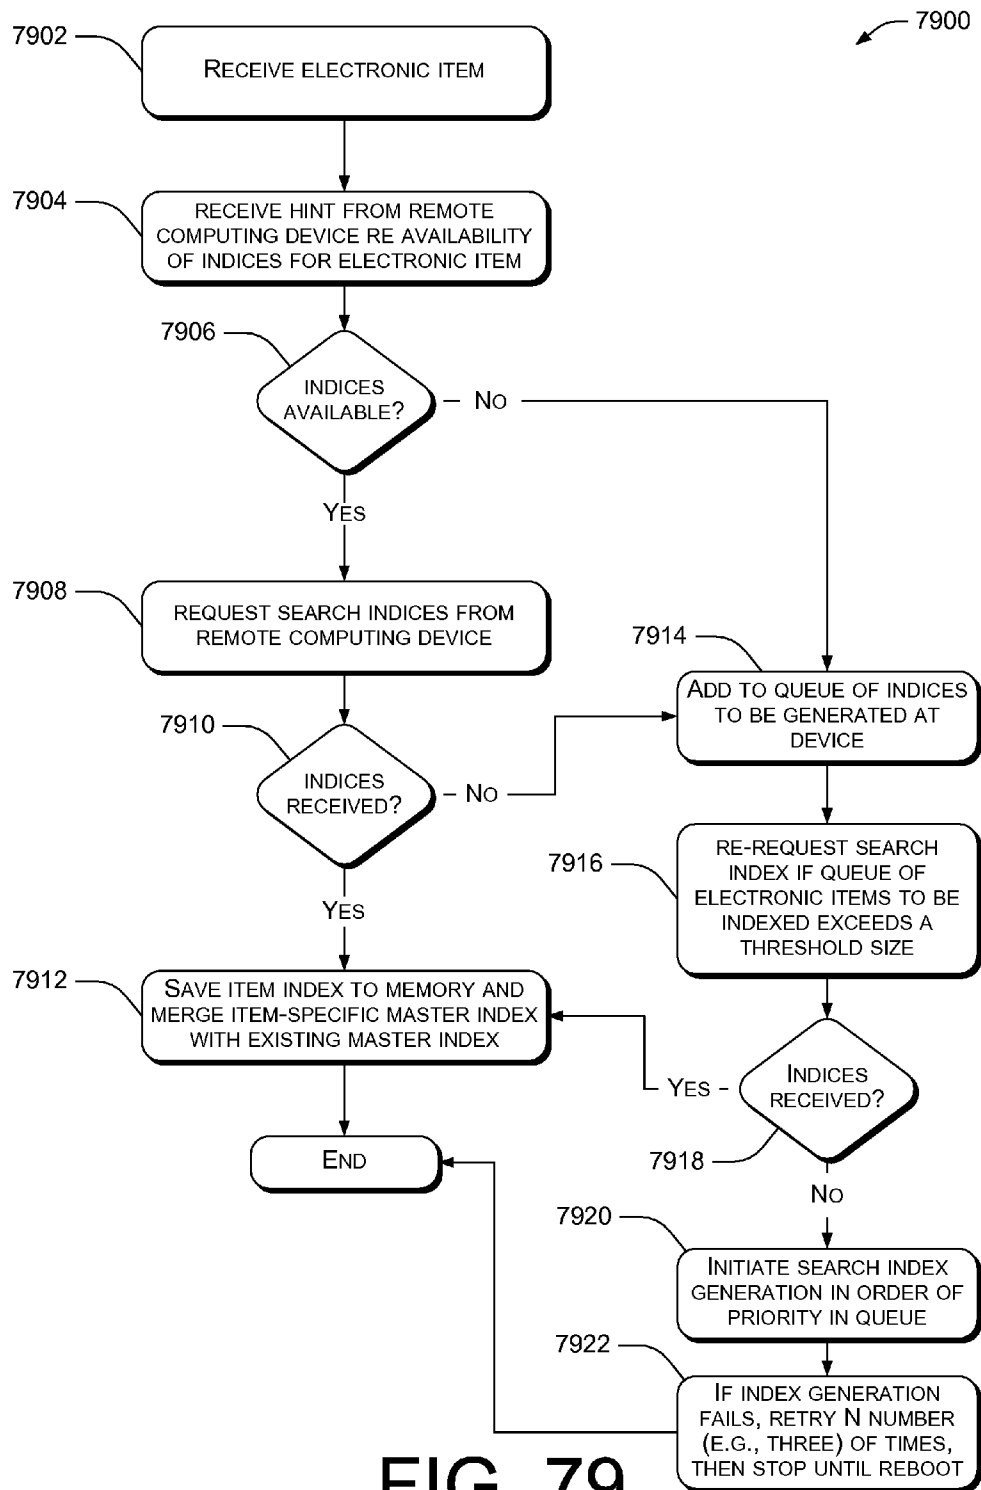 7900
7902
RECEIVE ELECTRONIC ITEM
7904
RECEIVE HINT FROM REMOTE
COMPUTING DEVICE RE AVAILABILITY
OF INDICES FOR ELECTRONIC ITEM
7906
INDICES
AVAILABLE?
NO
YES
7908
REQUEST SEARCH INDICES FROM
REMOTE COMPUTING DEVICE
7910
INDICES
RECEIVED?
NO
YES
7912
SAVE ITEM INDEX TO MEMORY AND
MERGE ITEM-SPECIFIC MASTER INDEX
WITH EXISTING MASTER INDEX
END
7914
ADD TO QUEUE OF INDICES
TO BE GENERATED AT
DEVICE
7916
RE-REQUEST SEARCH
INDEX IF QUEUE OF
ELECTRONIC ITEMS TO BE
INDEXED EXCEEDS A
THRESHOLD SIZE
INDICES
RECEIVED?
YES
7918
NO
7920
INITIATE SEARCH INDEX
GENERATION IN ORDER OF
PRIORITY IN QUEUE
7922
IF INDEX GENERATION
FAILS, RETRY N NUMBER
(E.G., THREE) OF TIMES,
THEN STOP UNTIL REBOOT
FIG. 79